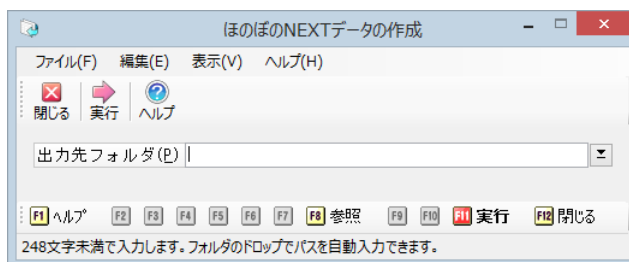 ほのぼのNEXTデータの作成
ファイル(F) 編集(E) 表示(V) ヘルプ(H)
閉じる 実行 ヘルプ
出力先フォルダ(P)
F1 ヘルプ F2 F3 F4 F5 F6 F7 F8 参照 F9 F10 F11 実行 F12 閉じる
248文字未満で入力します。フォルダのドロップでパスを自動入力できます。